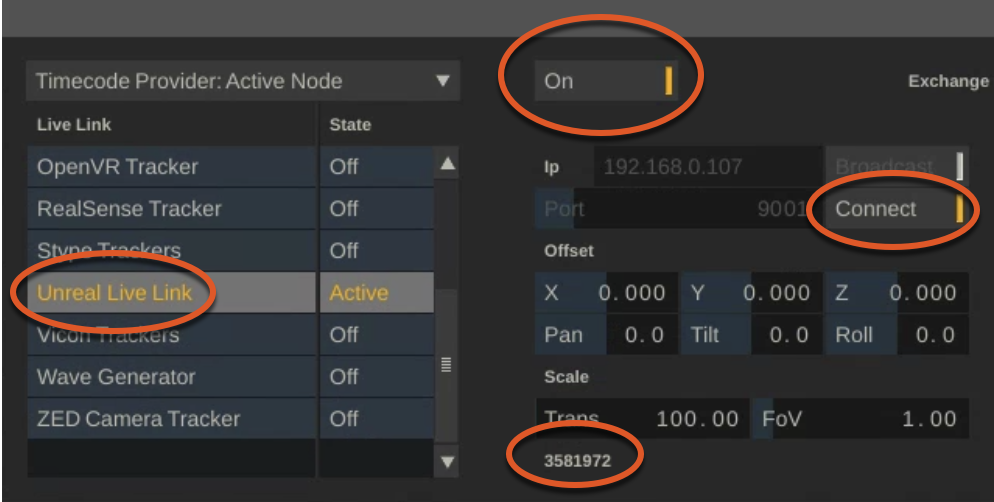 Timecode Provider: Active Node
Live Link State
OpenVR Tracker Off
RealSense Tracker Off
Stype Trackers Off
Unreal Live Link Active
Vicon Trackers Off
Wave Generator Off
ZED Camera Tracker Off
On Exchange
Ip 192.168.0.107 Broadcast
Port 9001 Connect
Offset
X 0.000 Y 0.000 Z 0.000
Pan 0.0 Tilt 0.0 Roll 0.0
Scale
Trans 100.00 FoV 1.00
3581972